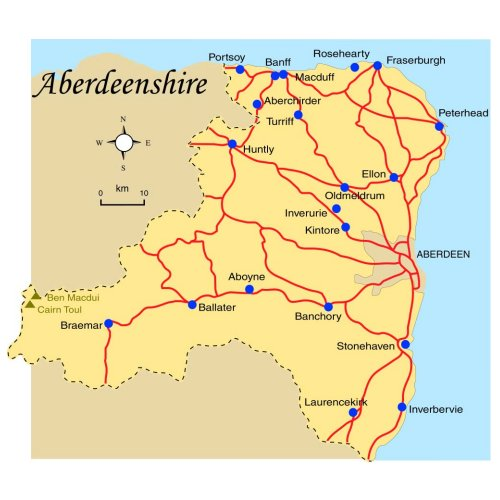 Aberdeenshire
Portsoy
Banff
Macduff
Rosehearty
Fraserburgh
Aberchirder
Turriff
Peterhead
N
W E
S
km
0 10
Huntly
Ellon
Oldmeldrum
Inverurie
Kintore
ABERDEEN
Aboyne
Ben Macdui
Cairn Toul
Braemar
Ballater
Banchory
Stonehaven
Laurencekirk
Inverbervie